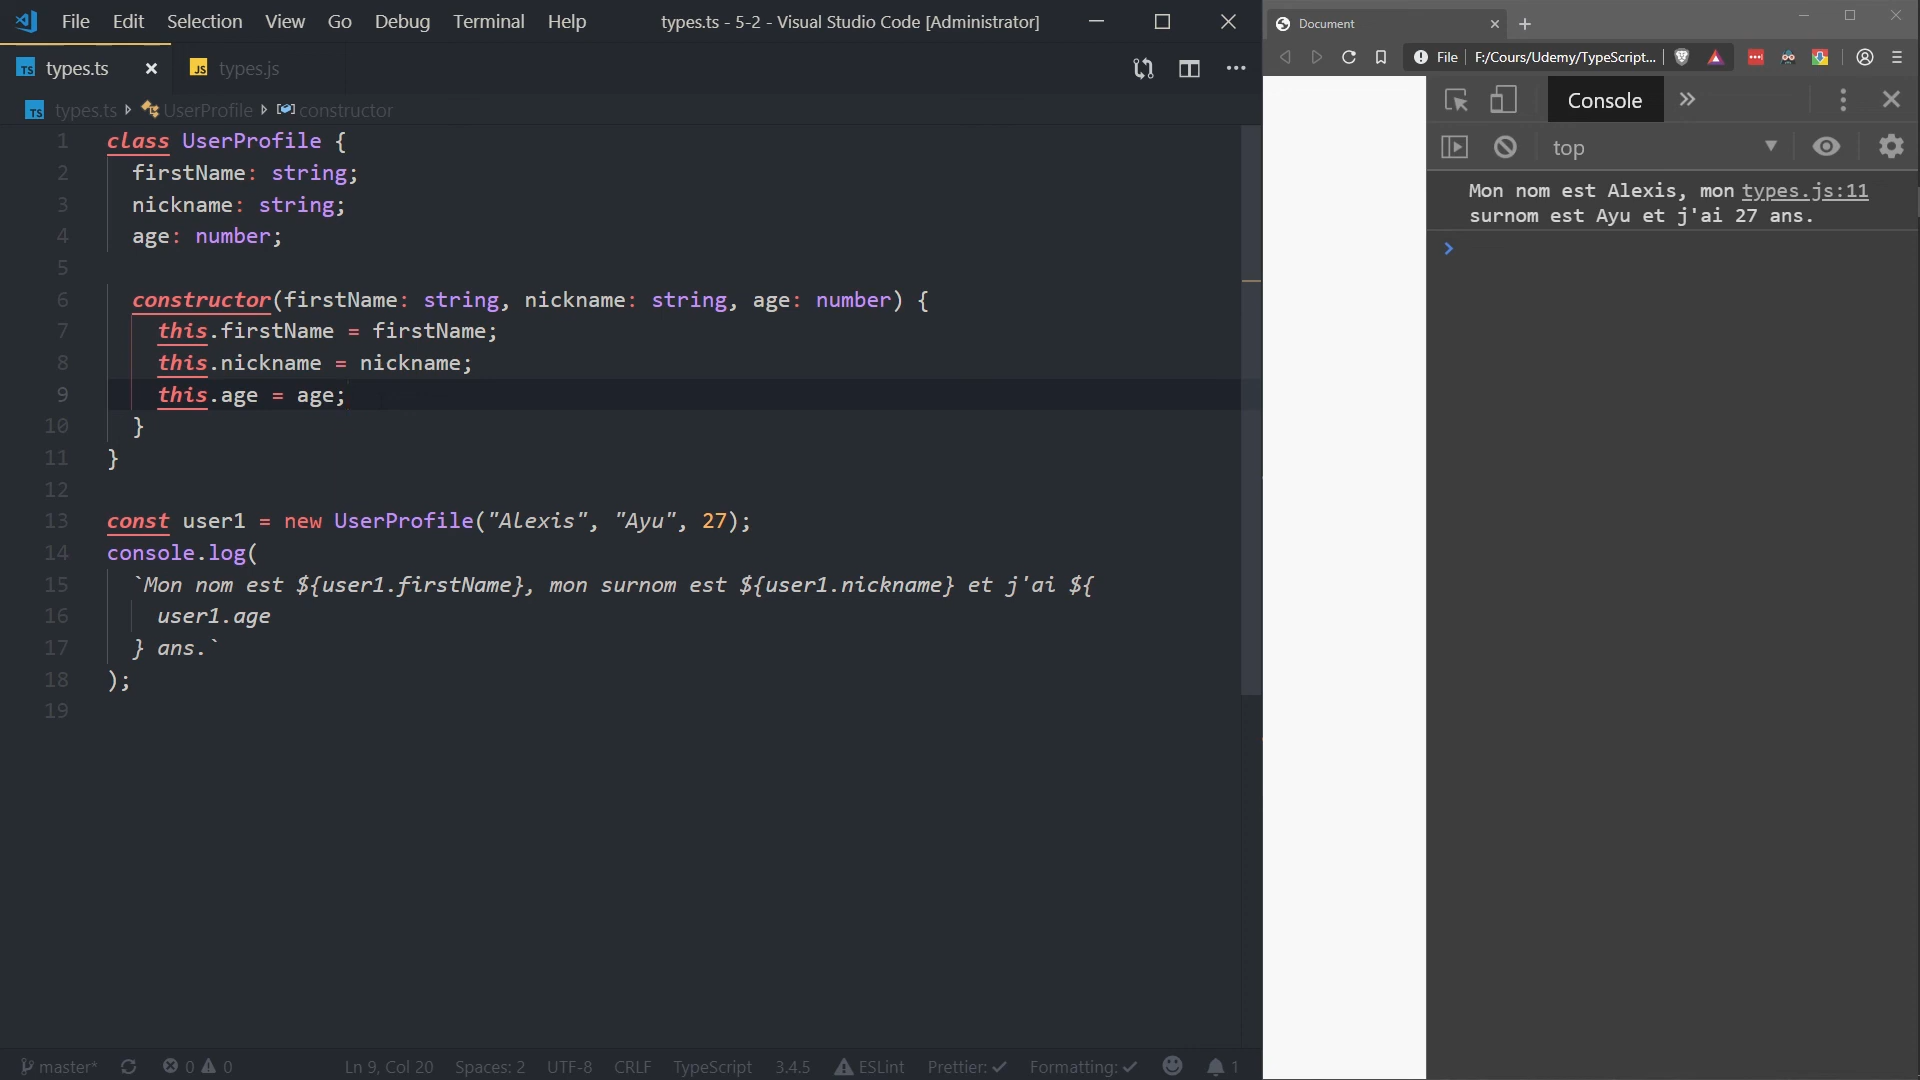 File Edit Selection View Go Debug Terminal Help
types.ts - 5-2 - Visual Studio Code [Administrator]
TS types.ts
JS types.js
TS types.ts UserProfile constructor
1 class UserProfile {
2 firstName: string;
3 nickname: string;
4 age: number;
5
6 constructor(firstName: string, nickname: string, age: number) {
7 this.firstName = firstName;
8 this.nickname = nickname;
9 this.age = age;
10 }
11 }
12
13 const user1 = new UserProfile("Alexis", "Ayu", 27);
14 console.log(
15 `Mon nom est ${user1.firstName}, mon surnom est ${user1.nickname} et j'ai ${
16 user1.age
17 } ans.`
18 );
19
master* 0 0 Ln 9, Col 20 Spaces: 2 UTF-8 CRLF TypeScript 3.4.5 ESLint Prettier: Formatting: 1
Document
File F:/Cours/Udemy/TypeScript...
Console
top
Mon nom est Alexis, mon types.js:11
surnom est Ayu et j'ai 27 ans.